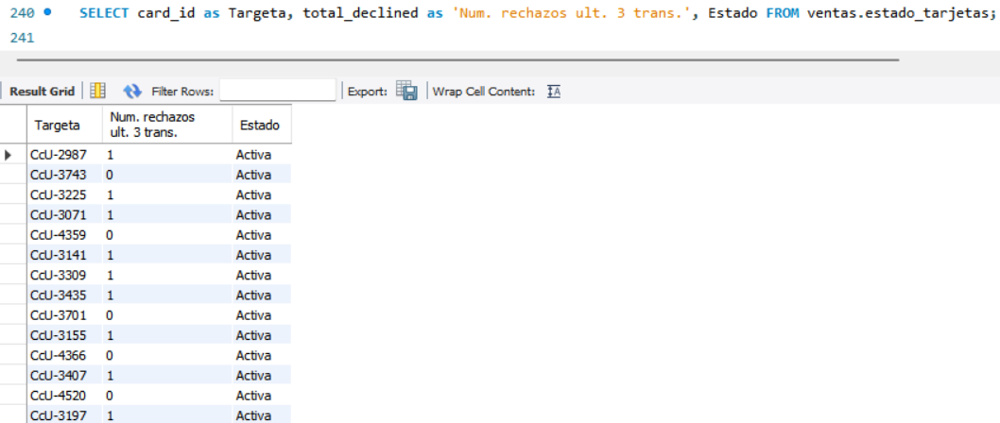 240 SELECT card_id as Targeta, total_declined as 'Num. rechazos ult. 3 trans.', Estado FROM ventas.estado_tarjetas;
241
Result Grid Filter Rows: Export: Wrap Cell Content: IA
Targeta Num. rechazos ult. 3 trans. Estado
CcU-2987 1 Activa
CcU-3743 0 Activa
CcU-3225 1 Activa
CcU-3071 1 Activa
CcU-4359 0 Activa
CcU-3141 1 Activa
CcU-3309 1 Activa
CcU-3435 1 Activa
CcU-3701 0 Activa
CcU-3155 1 Activa
CcU-4366 0 Activa
CcU-3407 1 Activa
CcU-4520 0 Activa
CcU-3197 1 Activa